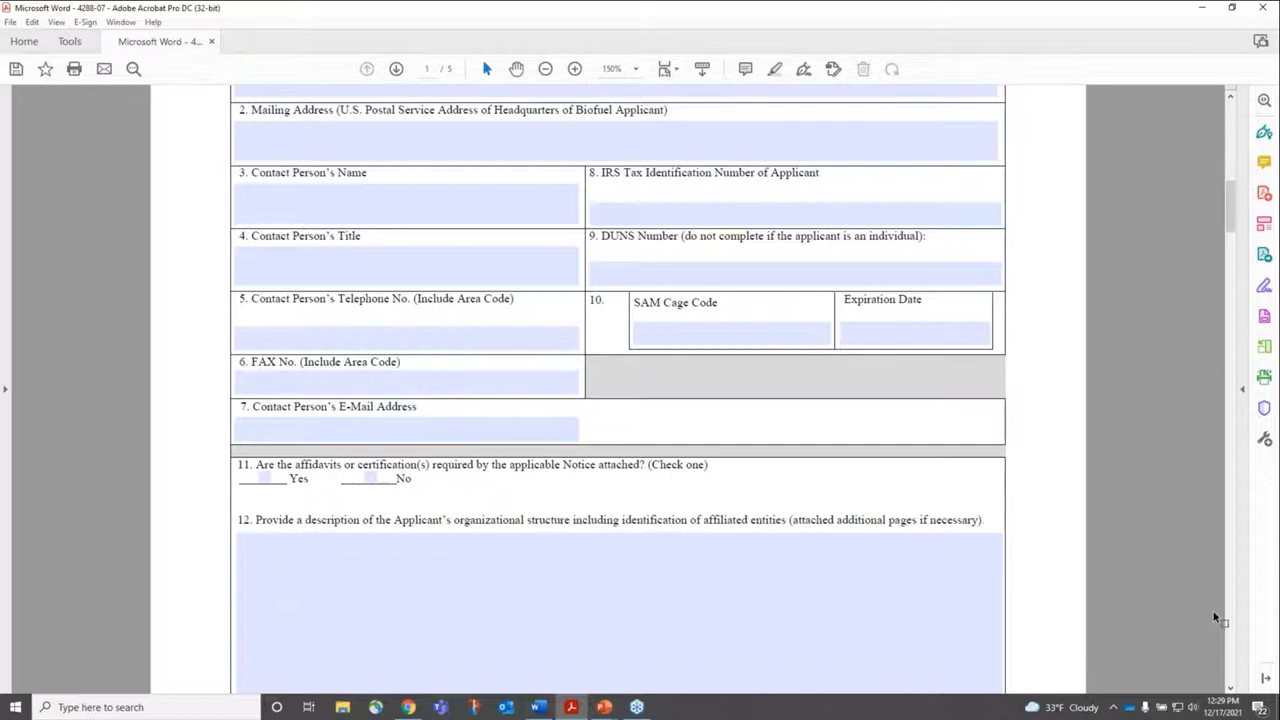 Microsoft Word - 4288-07 - Adobe Acrobat Pro DC (32-bit)
File Edit View E-Sign Window Help
Home Tools Microsoft Word - 4... ×
1 / 5 150%
2. Mailing Address (U.S. Postal Service Address of Headquarters of Biofuel Applicant)
3. Contact Person's Name
8. IRS Tax Identification Number of Applicant
4. Contact Person's Title
9. DUNS Number (do not complete if the applicant is an individual):
5. Contact Person's Telephone No. (Include Area Code)
10. SAM Cage Code Expiration Date
6. FAX No. (Include Area Code)
7. Contact Person's E-Mail Address
11. Are the affidavits or certification(s) required by the applicable Notice attached? (Check one)
_______ Yes _______No
12. Provide a description of the Applicant's organizational structure including identification of affiliated entities (attached additional pages if necessary).
Type here to search
33°F Cloudy
12:29 PM
12/17/2021
22